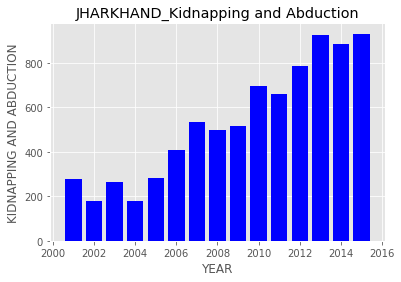 JHARKHAND_Kidnapping and Abduction
KIDNAPPING AND ABDUCTION
800
600
400
200
0
2000 2002 2004 2006 2008 2010 2012 2014 2016
YEAR